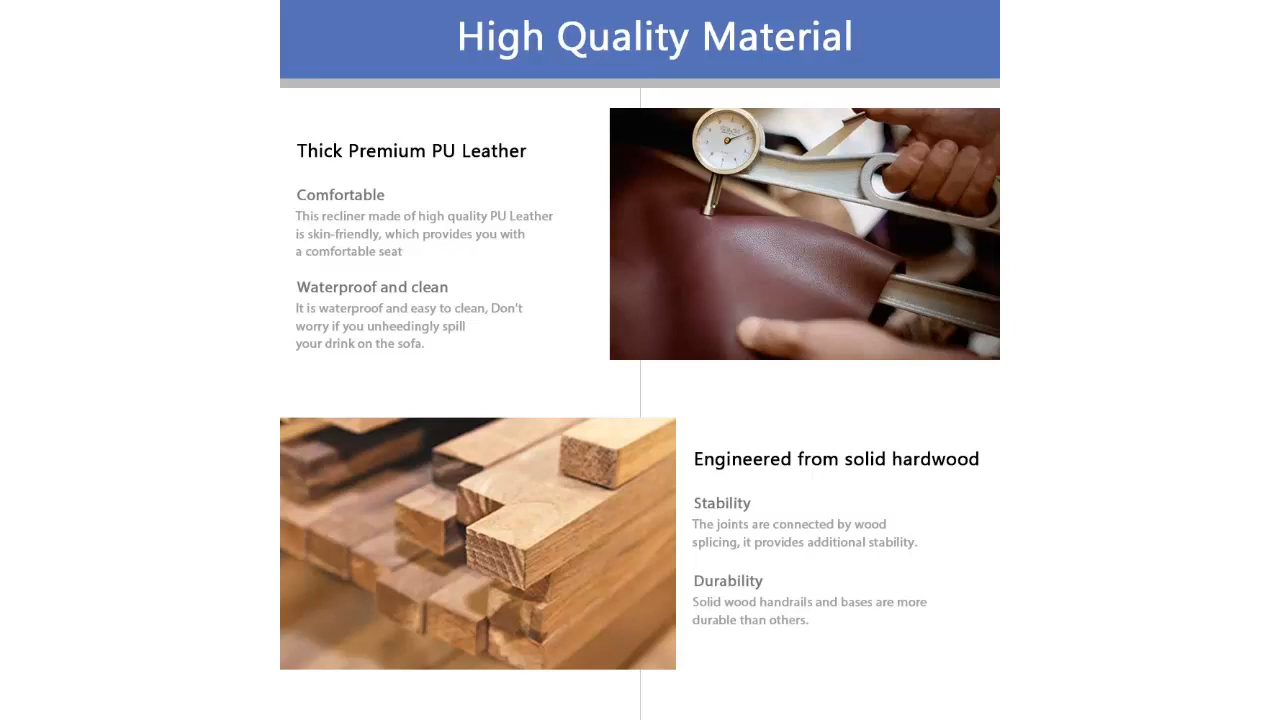 High Quality Material
Thick Premium PU Leather
Comfortable
This recliner made of high quality PU Leather
is skin-friendly, which provides you with
a comfortable seat
Waterproof and clean
It is waterproof and easy to clean, Don't
worry if you unheedingly spill
your drink on the sofa.
Engineered from solid hardwood
Stability
The joints are connected by wood
splicing, it provides additional stability.
Durability
Solid wood handrails and bases are more
durable than others.